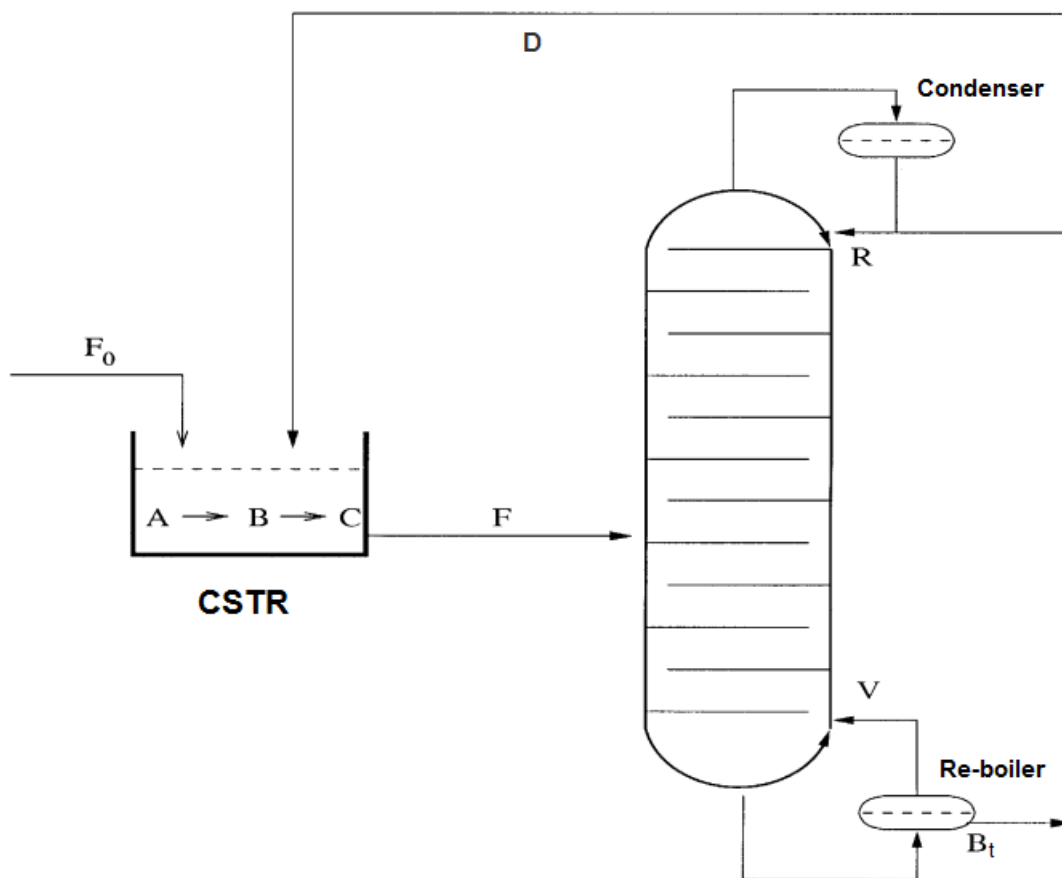 D
Condenser
R
F₀
A → B → C
F
CSTR
V
Re-boiler
Bₜ